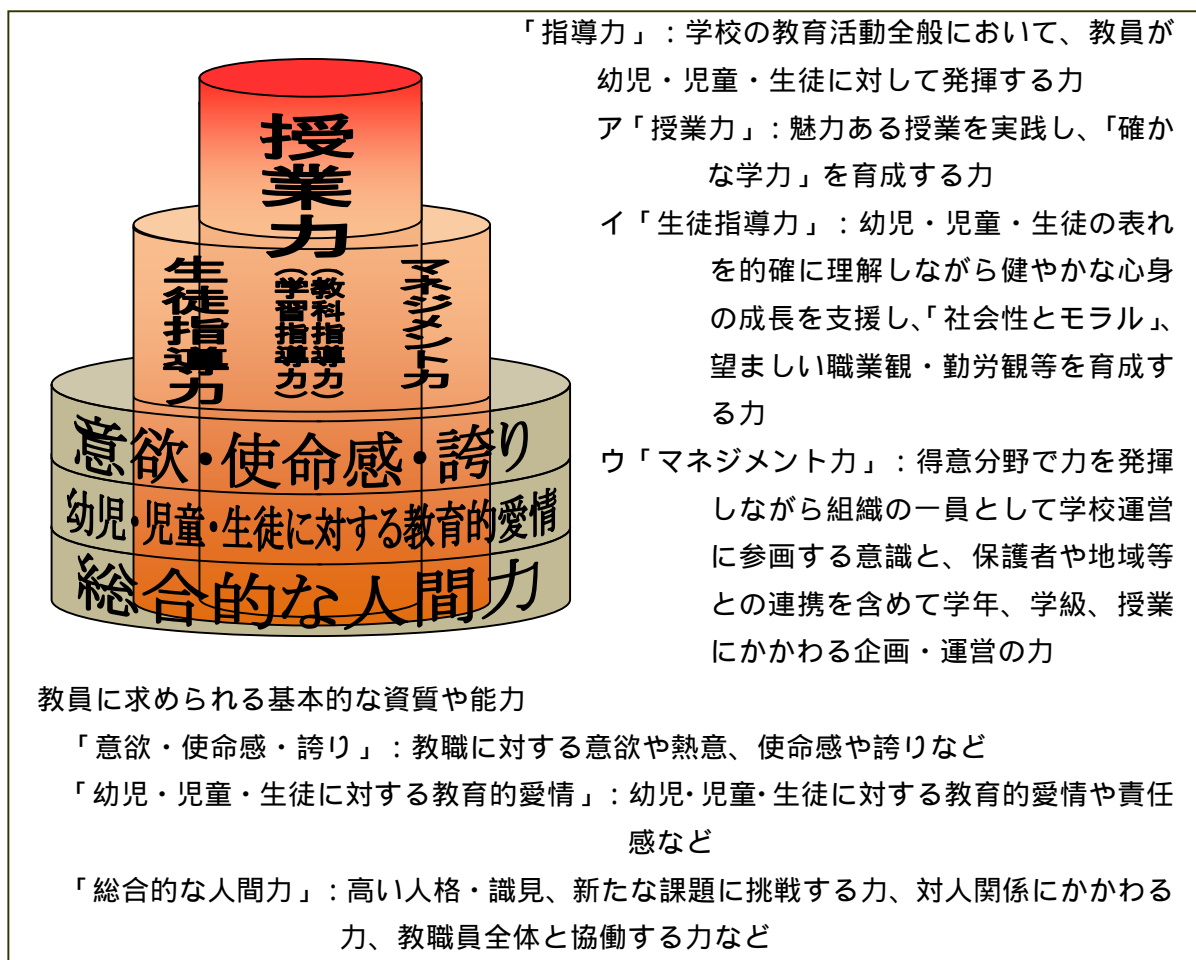 「指導力」：学校の教育活動全般において、教員が
幼児・児童・生徒に対して発揮する力
ア「授業力」：魅力ある授業を実践し、「確か
な学力」を育成する力
イ「生徒指導力」：幼児・児童・生徒の表れ
を的確に理解しながら健やかな心身
の成長を支援し、「社会性とモラル」、
望ましい職業観・勤労観等を育成す
る力
ウ「マネジメント力」：得意分野で力を発揮
しながら組織の一員として学校運営
に参画する意識と、保護者や地域等
との連携を含めて学年、学級、授業
にかかわる企画・運営の力
授業力
生徒指導力
（教科指導力）
（学習指導力）
マネジメント力
意欲・使命感・誇り
幼児・児童・生徒に対する教育的愛情
総合的な人間力
教員に求められる基本的な資質や能力
「意欲・使命感・誇り」：教職に対する意欲や熱意、使命感や誇りなど
「幼児・児童・生徒に対する教育的愛情」：幼児・児童・生徒に対する教育的愛情や責任
感など
「総合的な人間力」：高い人格・識見、新たな課題に挑戦する力、対人関係にかかわる
力、教職員全体と協働する力など